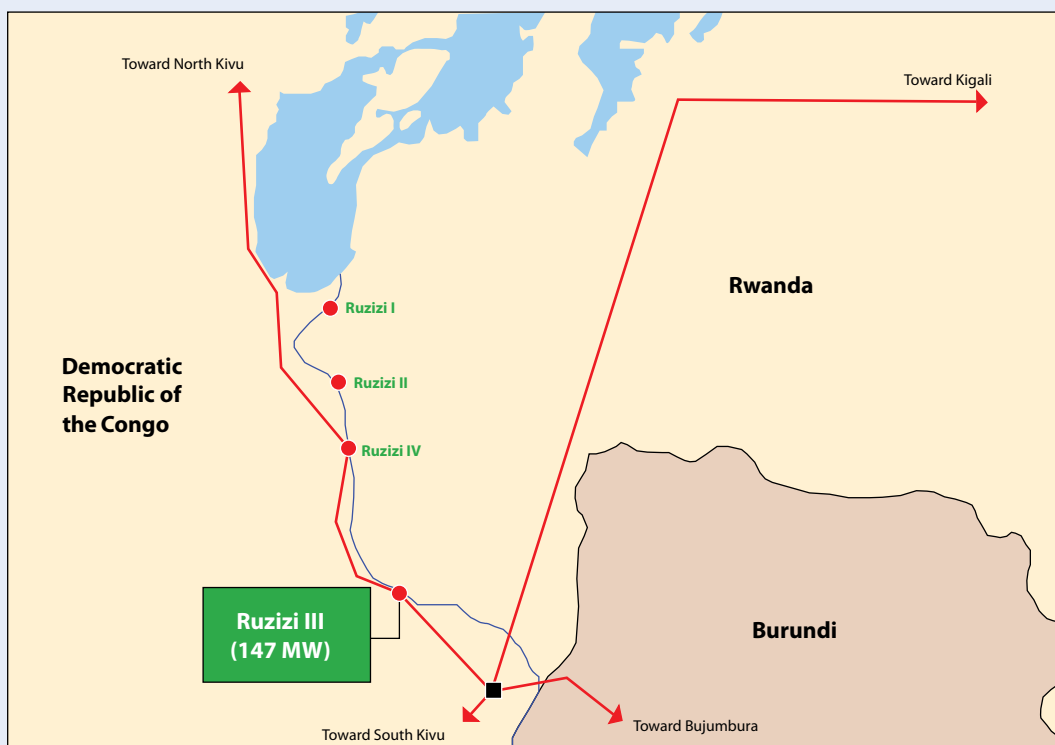 Toward North Kivu
Toward Kigali
Rwanda
Ruzizi I
Democratic
Republic of
the Congo
Ruzizi II
Ruzizi IV
Ruzizi III
(147 MW)
Burundi
Toward South Kivu
Toward Bujumbura